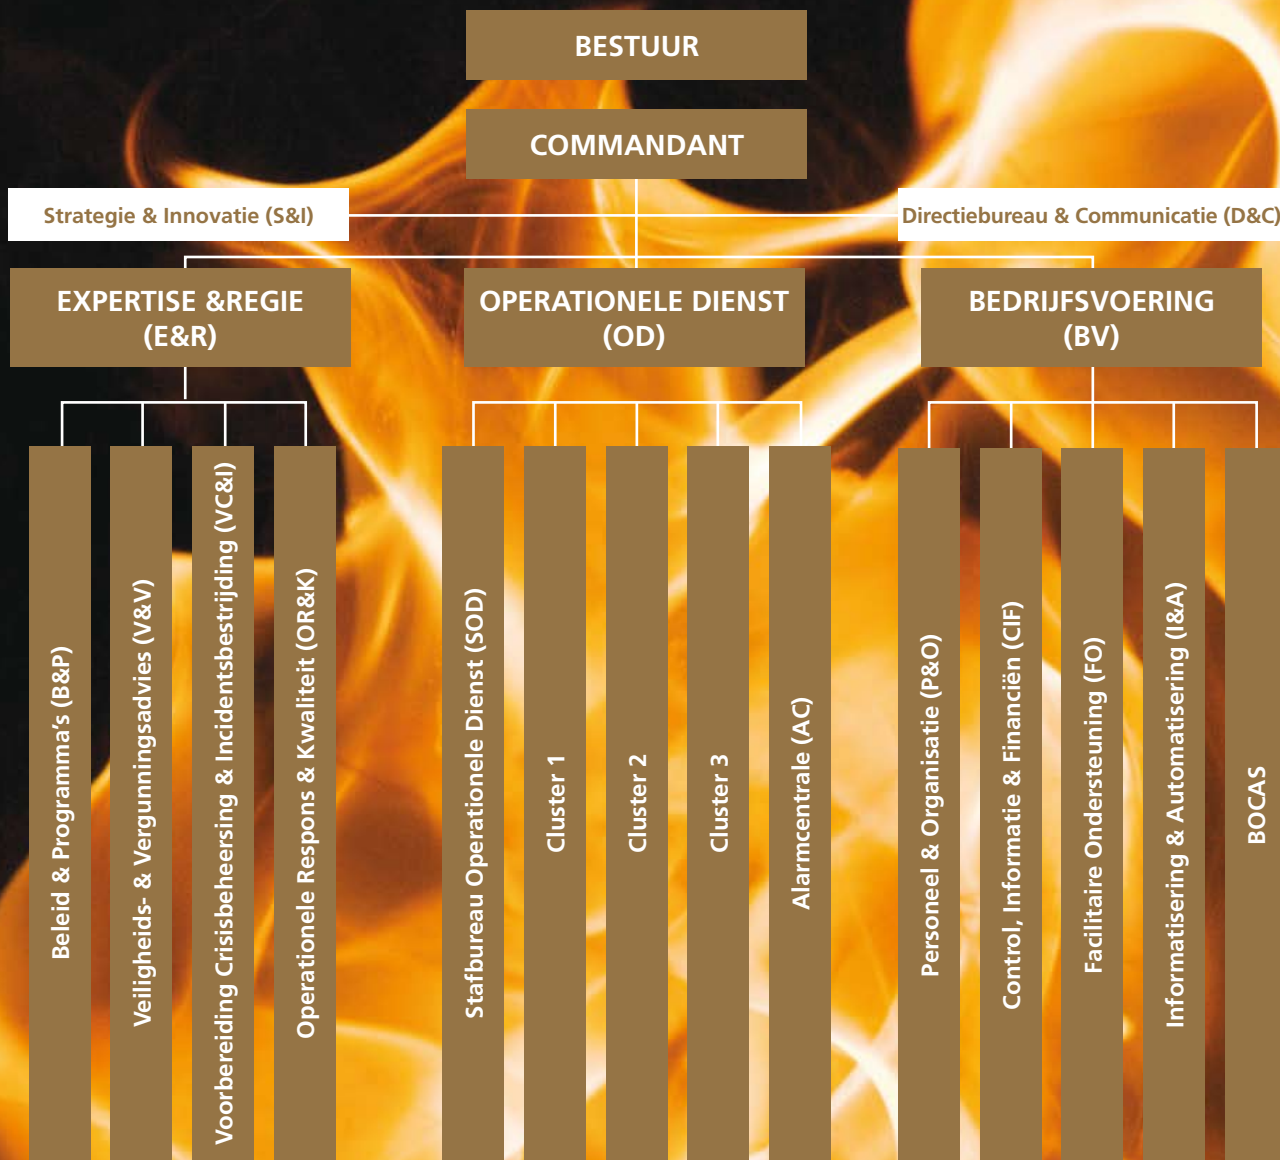 BESTUUR
COMMANDANT
Strategie & Innovatie (S&I)
Directiebureau & Communicatie (D&C)
EXPERTISE &REGIE
(E&R)
OPERATIONELE DIENST
(OD)
BEDRIJFSVOERING
(BV)
Beleid & Programma’s (B&P)
Veiligheids- & Vergunningsadvies (V&V)
Voorbereiding Crisisbeheersing & Incidentsbestrijding (VC&I)
Operationele Respons & Kwaliteit (OR&K)
Stafbureau Operationele Dienst (SOD)
Cluster 1
Cluster 2
Cluster 3
Alarmcentrale (AC)
Personeel & Organisatie (P&O)
Control, Informatie & Financiën (CIF)
Facilitaire Ondersteuning (FO)
Informatisering & Automatisering (I&A)
BOCAS